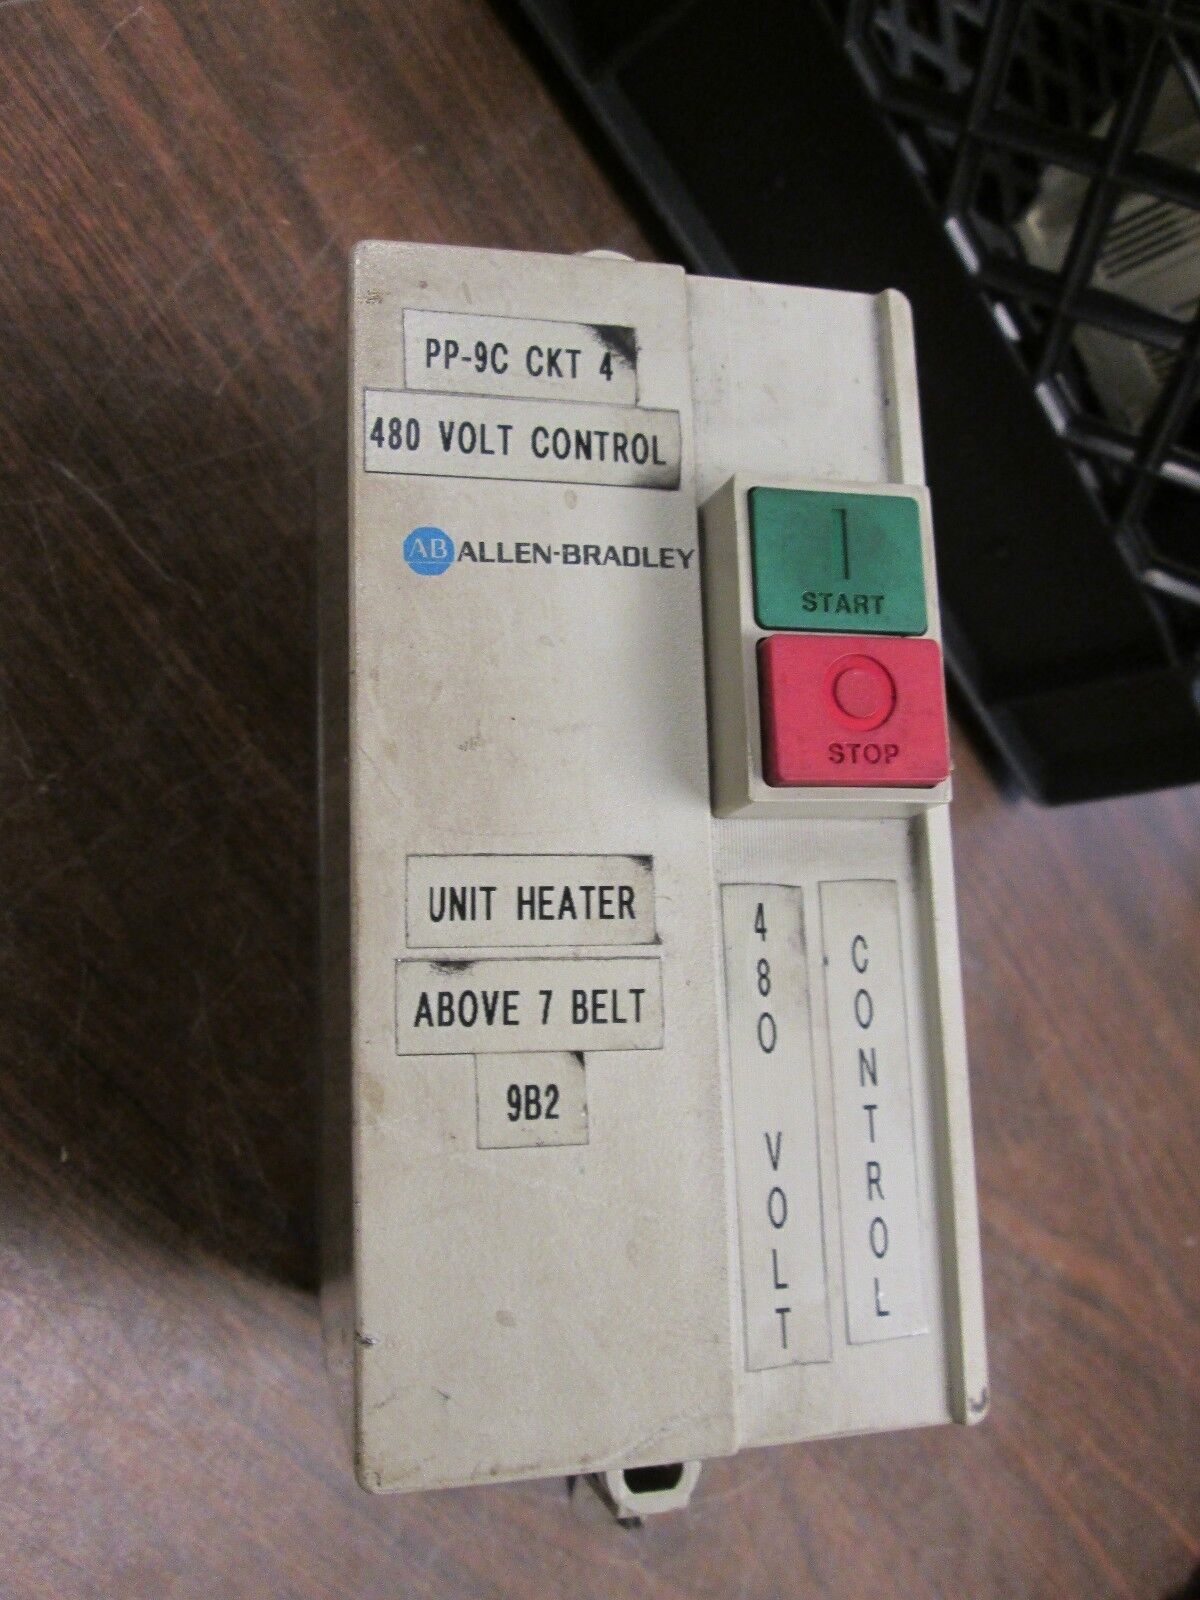 PP-9C CKT 4
480 VOLT CONTROL
AB ALLEN-BRADLEY
START
STOP
UNIT HEATER
ABOVE 7 BELT
9B2
480 VOLT
CONTROL